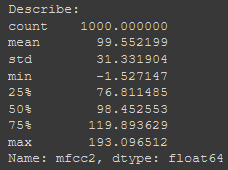 Describe:
count    1000.000000
mean       99.552199
std        31.331904
min        -1.527147
25%        76.811485
50%        98.452553
75%       119.893629
max       193.096512
Name: mfcc2, dtype: float64